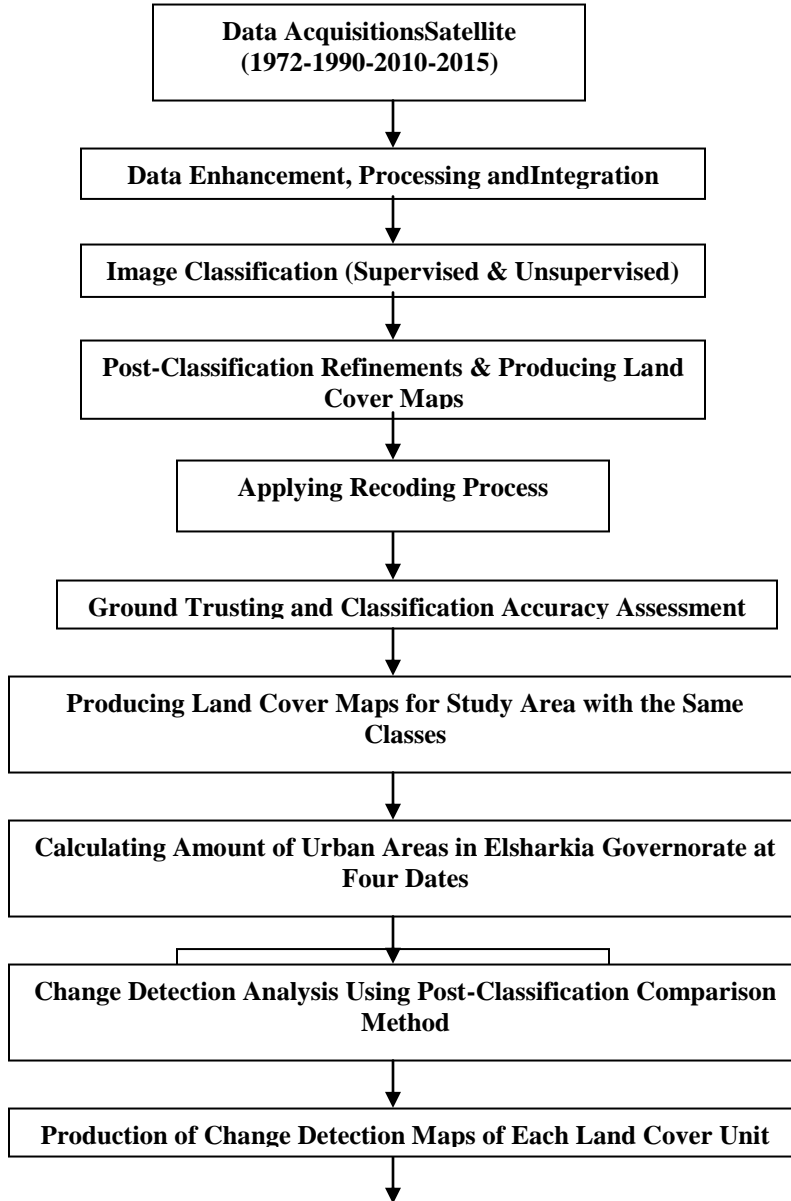 Data AcquisitionsSatellite
(1972-1990-2010-2015)
Data Enhancement, Processing andIntegration
Image Classification (Supervised & Unsupervised)
Post-Classification Refinements & Producing Land
Cover Maps
Applying Recoding Process
Ground Trusting and Classification Accuracy Assessment
Producing Land Cover Maps for Study Area with the Same
Classes
Calculating Amount of Urban Areas in Elsharkia Governorate at
Four Dates
Change Detection Analysis Using Post-Classification Comparison
Method
Production of Change Detection Maps of Each Land Cover Unit